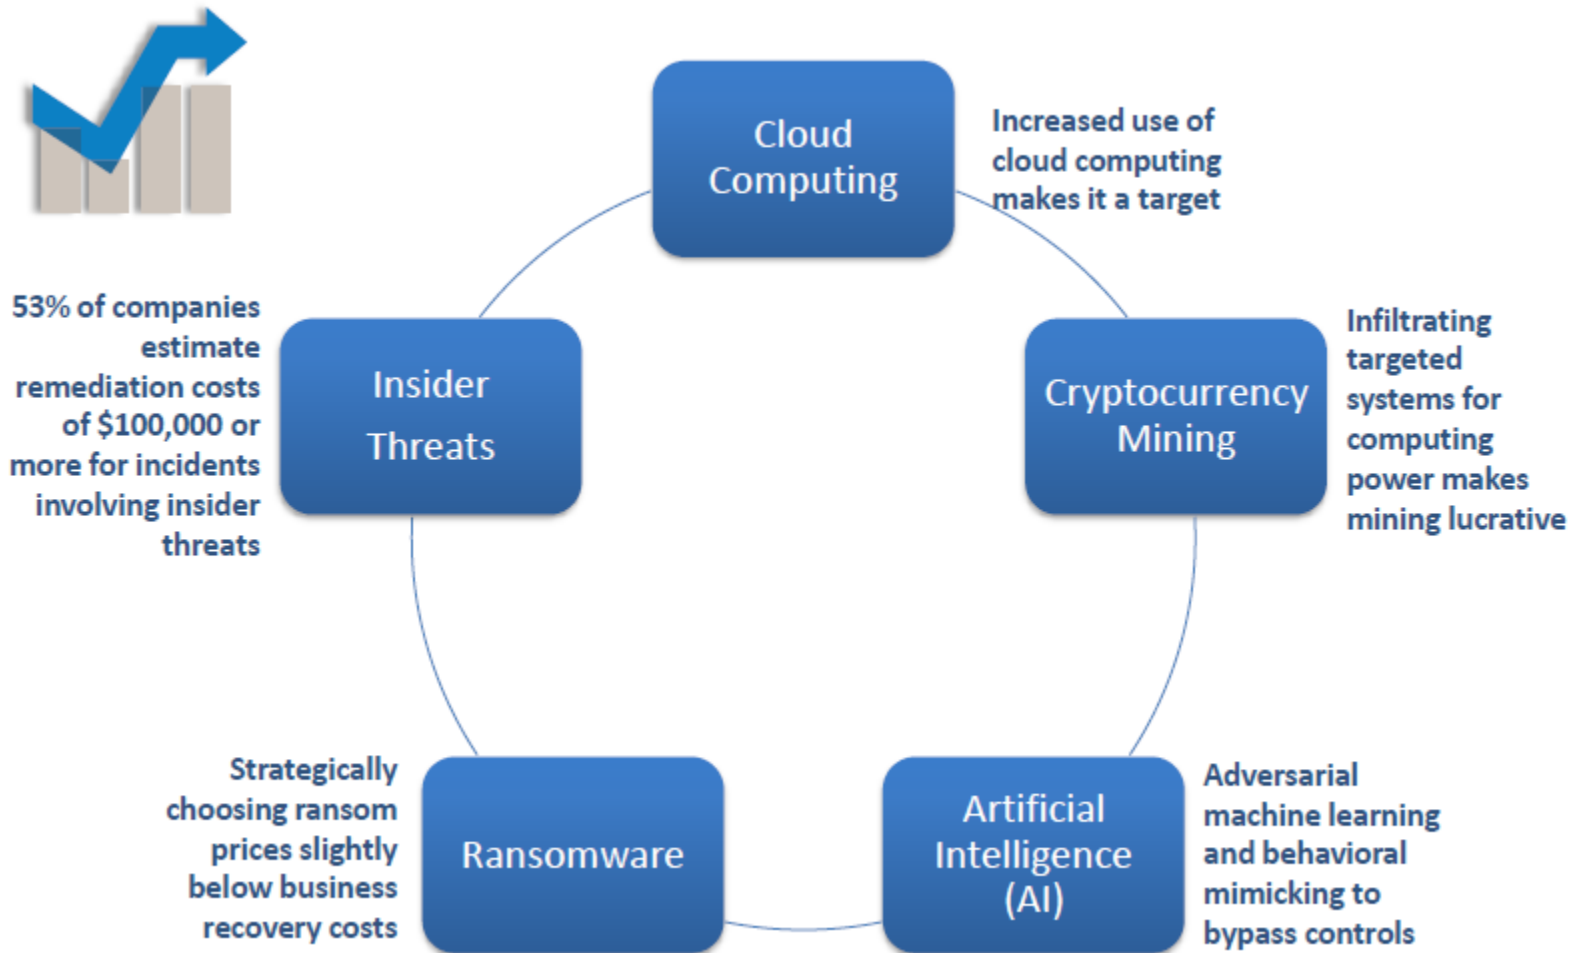 Cloud
Computing
Increased use of
cloud computing
makes it a target
Cryptocurrency
Mining
Infiltrating
targeted
systems for
computing
power makes
mining lucrative
Artificial
Intelligence
(AI)
Adversarial
machine learning
and behavioral
mimicking to
bypass controls
Ransomware
Strategically
choosing ransom
prices slightly
below business
recovery costs
Insider
Threats
53% of companies
estimate
remediation costs
of $100,000 or
more for incidents
involving insider
threats